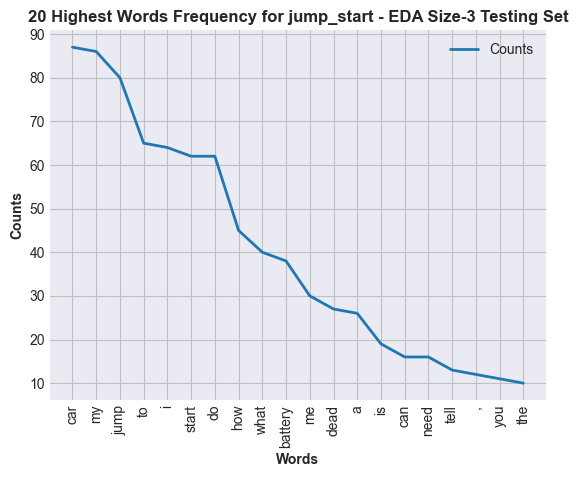 20 Highest Words Frequency for jump_start - EDA Size-3 Testing Set
Counts
90
80
70
60
50
40
30
20
10
Counts
car
my
jump
to
i
start
do
how
what
battery
me
dead
a
is
can
need
tell
,
you
the
Words